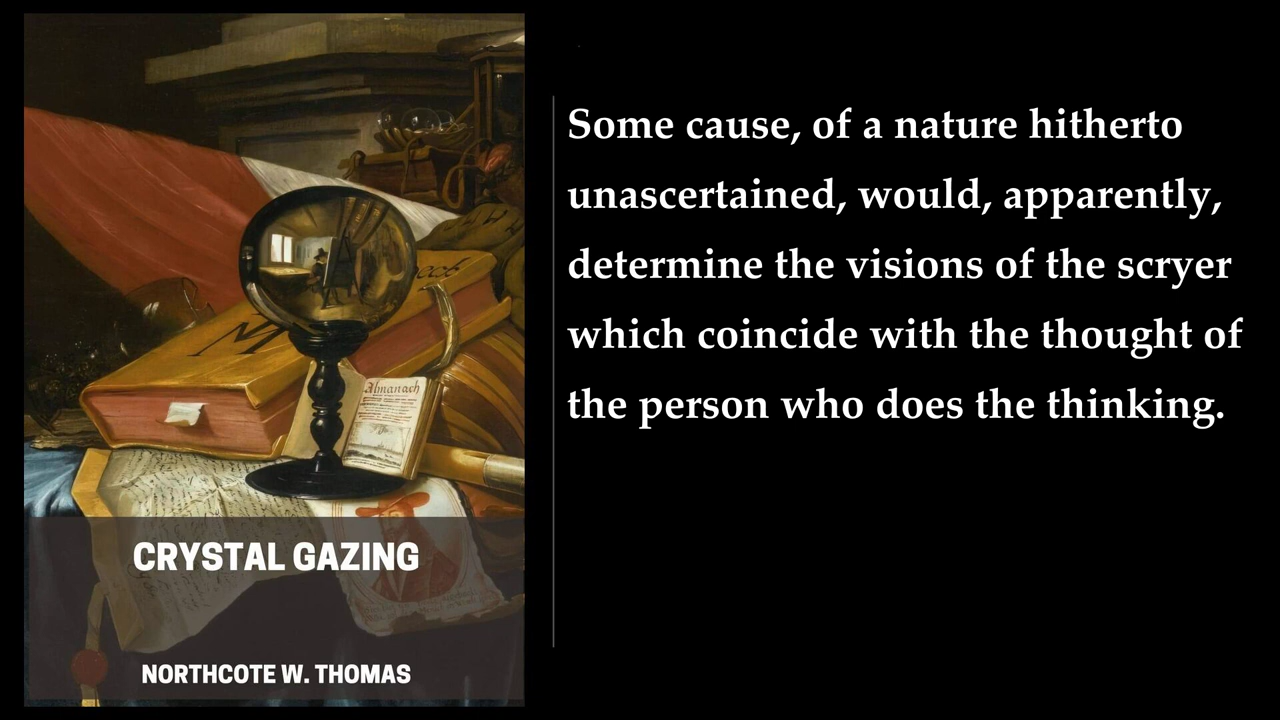 Some cause, of a nature hitherto
unascertained, would, apparently,
determine the visions of the scryer
which coincide with the thought of
the person who does the thinking.
M
Almanach
CRYSTAL GAZING
NORTHCOTE W. THOMAS